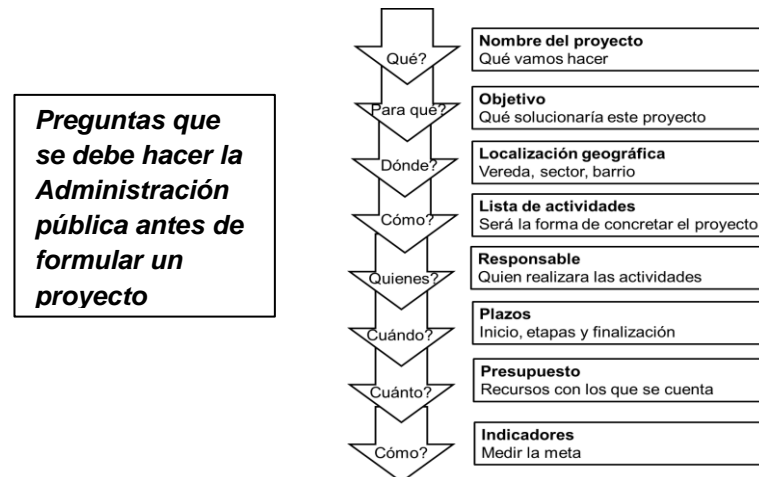 Preguntas que
se debe hacer la
Administración
pública antes de
formular un
proyecto
Qué?
Nombre del proyecto
Qué vamos hacer
Para qué?
Objetivo
Qué solucionaría este proyecto
Dónde?
Localización geográfica
Vereda, sector, barrio
Cómo?
Lista de actividades
Será la forma de concretar el proyecto
Quienes?
Responsable
Quien realizara las actividades
Cuándo?
Plazos
Inicio, etapas y finalización
Cuánto?
Presupuesto
Recursos con los que se cuenta
Cómo?
Indicadores
Medir la meta